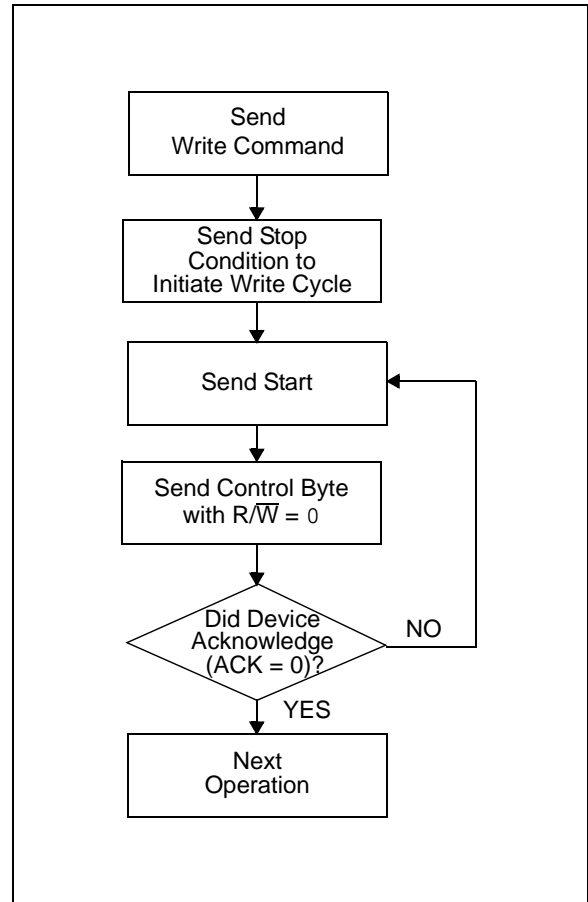 Send
Write Command
Send Stop
Condition to
Initiate Write Cycle
Send Start
Send Control Byte
with R/W̅ = 0
Did Device
Acknowledge
(ACK = 0)?
NO
YES
Next
Operation